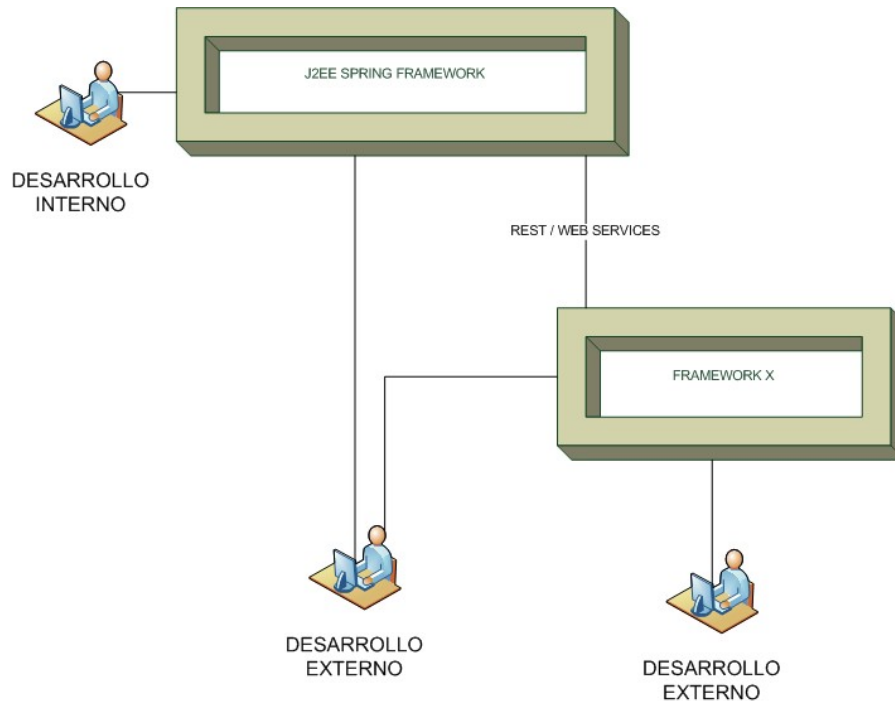 J2EE SPRING FRAMEWORK
DESARROLLO
INTERNO
REST / WEB SERVICES
FRAMEWORK X
DESARROLLO
EXTERNO
DESARROLLO
EXTERNO